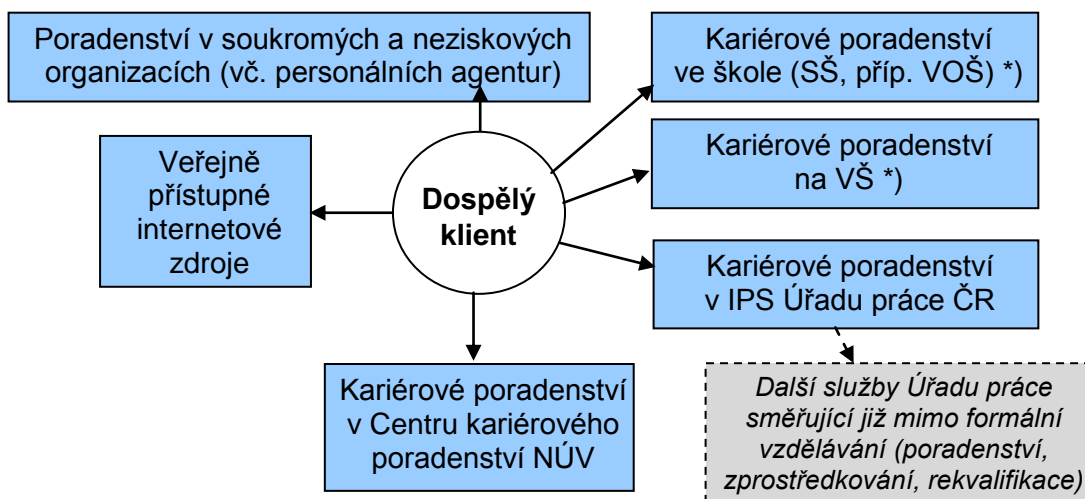 Poradenství v soukromých a neziskových
organizacích (vč. personálních agentur)
Kariérové poradenství
ve škole (SŠ, příp. VOŠ) *)
Veřejně
přístupné
internetové
zdroje
Dospělý
klient
Kariérové poradenství
na VŠ *)
Kariérové poradenství
v IPS Úřadu práce ČR
Kariérové poradenství
v Centru kariérového
poradenství NÚV
Další služby Úřadu práce
směřující již mimo formální
vzdělávání (poradenství,
zprostředkování, rekvalifikace)